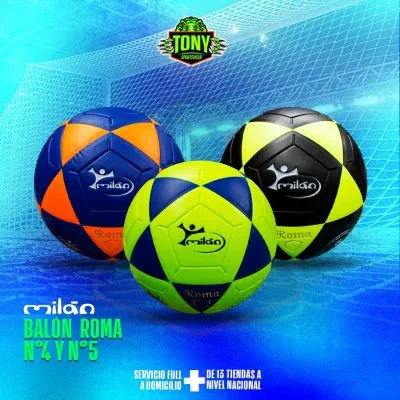 TONY
SPORTWEAR
milán
Roma
milán
Roma
milán
Roma
milán
BALÓN ROMA
N°4 Y N°5
SERVICIO FULL
A DOMICILIO
+
DE 13 TIENDAS A
NIVEL NACIONAL